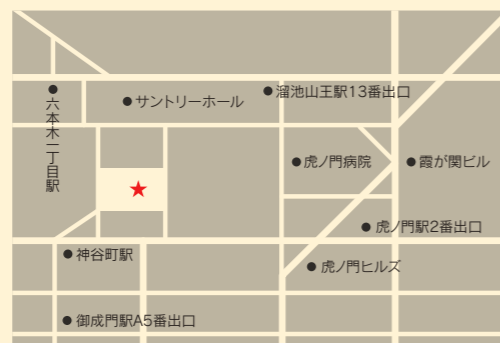 溜池山王駅13番出口
サントリーホール
六本木一丁目駅
虎ノ門病院
霞が関ビル
虎ノ門駅2番出口
神谷町駅
虎ノ門ヒルズ
御成門駅A5番出口